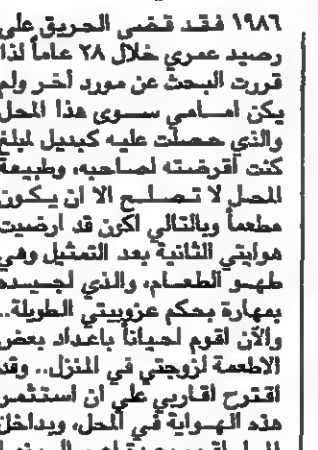 ١٩٨٦ فقد قضى الحريق على
رصيد عمري خلال ٢٨ عاماً لذا
قررت البحث عن مورد أخر ولم
يكن امامي سوى هذا المحل
والذي حصلت عليه كبديل لمبلغ
كنت أقرضته لصاحبه، وطبيعة
المحل لا تصلح الا ان يكون
مطعماً وبالتالي اكون قد ارضيت
هوايتي الثانية بعد التمثيل وهي
طهو الطعام، والذي اجيده
بمهارة بحكم عزوبيتي الطويلة..
والآن اقوم احياناً باعداد بعض
الاطعمة لزوجتي في المنزل.. وقد
اقترح اقاربي علي أن استثمر
هذه الهواية في المحل، ويداخل